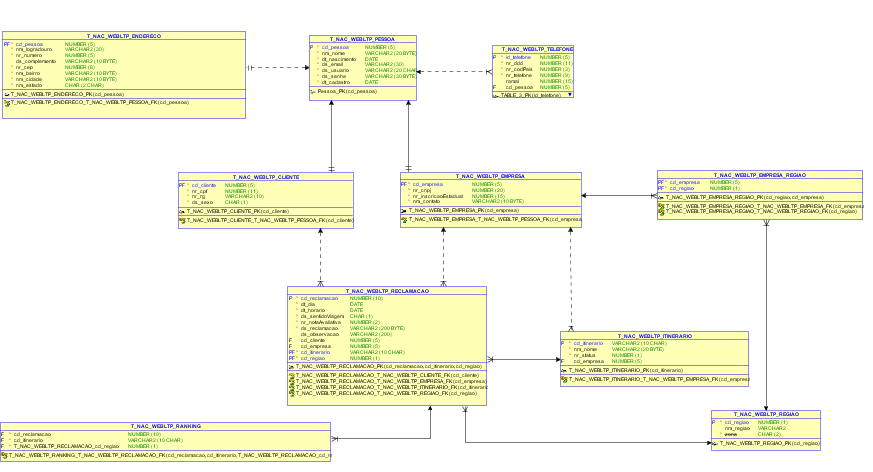 T_NAC_WEBLTP_ENDERECO
PF * cd_pessoa NUMBER (5)
* nm_logradouro VARCHAR2 (30)
* nr_numero NUMBER (5)
* ds_complemento VARCHAR2 (10 BYTE)
* nr_cep NUMBER (8)
* nm_bairro VARCHAR2 (10 BYTE)
* nm_cidade VARCHAR2 (10 BYTE)
* nm_estado CHAR (2 CHAR)
T_NAC_WEBLTP_ENDERECO_PK (cd_pessoa)
T_NAC_WEBLTP_ENDERECO_T_NAC_WEBLTP_PESSOA_FK (cd_pessoa)
T_NAC_WEBLTP_PESSOA
P * cd_pessoa NUMBER (5)
* nm_nome VARCHAR2 (20 BYTE)
* dt_nascimento DATE
* ds_email VARCHAR2 (30)
* ds_usuario VARCHAR2 (20 CHAR
* ds_senha VARCHAR2 (30 BYTE)
* dt_cadastro DATE
Pessoa_PK (cd_pessoa)
T_NAC_WEBLTP_TELEFONE
P * id_telefone NUMBER (5)
* nr_ddd NUMBER (11)
* nr_codPais NUMBER (3)
* nr_telefone NUMBER (9)
ramal NUMBER (15)
F cd_pessoa NUMBER (5)
TABLE_3_PK (id_telefone)
T_NAC_WEBLTP_CLIENTE
PF * cd_cliente NUMBER (5)
* nr_cpf NUMBER (11)
* nr_rg VARCHAR2 (10)
* ds_sexo CHAR (1)
T_NAC_WEBLTP_CLIENTE_PK (cd_cliente)
T_NAC_WEBLTP_CLIENTE_T_NAC_WEBLTP_PESSOA_FK (cd_cliente)
T_NAC_WEBLTP_EMPRESA
PF * cd_empresa NUMBER (5)
* nr_cnpj NUMBER (20)
* nr_inscricaoEstadual NUMBER (15)
* nm_contato VARCHAR2 (10 BYTE)
T_NAC_WEBLTP_EMPRESA_PK (cd_empresa)
T_NAC_WEBLTP_EMPRESA_T_NAC_WEBLTP_PESSOA_FK (cd_empresa
T_NAC_WEBLTP_EMPRESA_REGIAO
PF * cd_empresa NUMBER (5)
PF * cd_regiao NUMBER (1)
T_NAC_WEBLTP_EMPRESA_REGIAO_PK (cd_regiao, cd_empresa)
T_NAC_WEBLTP_EMPRESA_REGIAO_T_NAC_WEBLTP_EMPRESA_FK (cd_empresa
T_NAC_WEBLTP_EMPRESA_REGIAO_T_NAC_WEBLTP_REGIAO_FK (cd_regiao)
T_NAC_WEBLTP_RECLAMACAO
P * cd_reclamacao NUMBER (10)
* dt_dia DATE
* dt_horario DATE
* ds_sentidoViagem CHAR (1)
* nr_notaAvaliativa NUMBER (2)
* ds_reclamacao VARCHAR2 (200 BYTE)
ds_observacao VARCHAR2 (200)
F cd_cliente NUMBER (5)
F cd_empresa NUMBER (5)
PF * cd_itinerario VARCHAR2 (10 CHAR)
PF * cd_regiao NUMBER (1)
T_NAC_WEBLTP_RECLAMACAO_PK (cd_reclamacao, cd_itinerario, cd_regiao)
T_NAC_WEBLTP_RECLAMACAO_T_NAC_WEBLTP_CLIENTE_FK (cd_cliente)
T_NAC_WEBLTP_RECLAMACAO_T_NAC_WEBLTP_EMPRESA_FK (cd_empresa)
T_NAC_WEBLTP_RECLAMACAO_T_NAC_WEBLTP_ITINERARIO_FK (cd_itinerario
T_NAC_WEBLTP_RECLAMACAO_T_NAC_WEBLTP_REGIAO_FK (cd_regiao)
T_NAC_WEBLTP_ITINERARIO
P * cd_itinerario VARCHAR2 (10 CHAR)
* nm_nome VARCHAR2 (20 BYTE)
* nr_status NUMBER (1)
F cd_empresa NUMBER (5)
T_NAC_WEBLTP_ITINERARIO_PK (cd_itinerario)
T_NAC_WEBLTP_ITINERARIO_T_NAC_WEBLTP_EMPRESA_FK (cd_empresa
T_NAC_WEBLTP_REGIAO
P * cd_regiao NUMBER (1)
nm_regiao VARCHAR2
zona CHAR (2)
T_NAC_WEBLTP_REGIAO_PK (cd_regiao)
T_NAC_WEBLTP_RANKING
F * cd_reclamacao NUMBER (10)
F * cd_itinerario VARCHAR2 (10 CHAR)
F * T_NAC_WEBLTP_RECLAMACAO_cd_regiao NUMBER (1)
T_NAC_WEBLTP_RANKING_T_NAC_WEBLTP_RECLAMACAO_FK (cd_reclamacao, cd_itinerario, T_NAC_WEBLTP_RECLAMACAO_cd_r